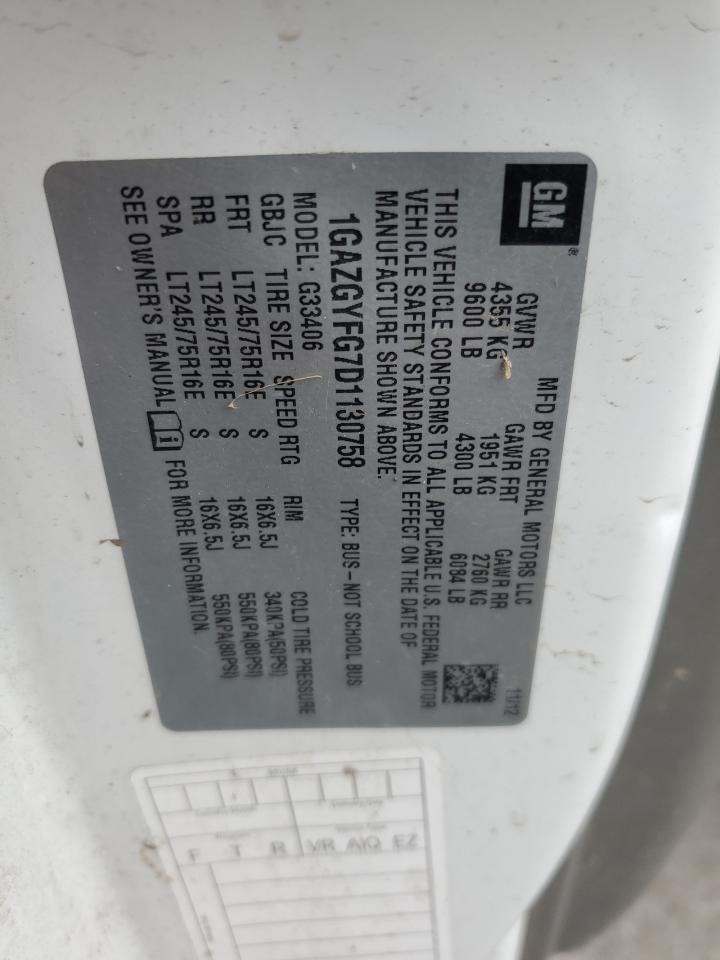 GM
®
MFD BY GENERAL MOTORS LLC
11/12
GVWR GAWR FRT GAWR RR
4355 KG 1951 KG 2760 KG
9600 LB 4300 LB 6084 LB
THIS VEHICLE CONFORMS TO ALL APPLICABLE U.S. FEDERAL MOTOR
VEHICLE SAFETY STANDARDS IN EFFECT ON THE DATE OF
MANUFACTURE SHOWN ABOVE.
1GAZGYFG7D1130758 TYPE: BUS – NOT SCHOOL BUS
MODEL: G33406
GBJC TIRE SIZE SPEED RTG RIM COLD TIRE PRESSURE
FRT LT245/75R16E S 16X6.5J 340KPA(50PSI)
RR LT245/75R16E S 16X6.5J 550KPA(80PSI)
SPA LT245/75R16E S 16X6.5J 550KPA(80PSI)
SEE OWNER'S MANUAL FOR MORE INFORMATION.
F T R VR AYQ EZ